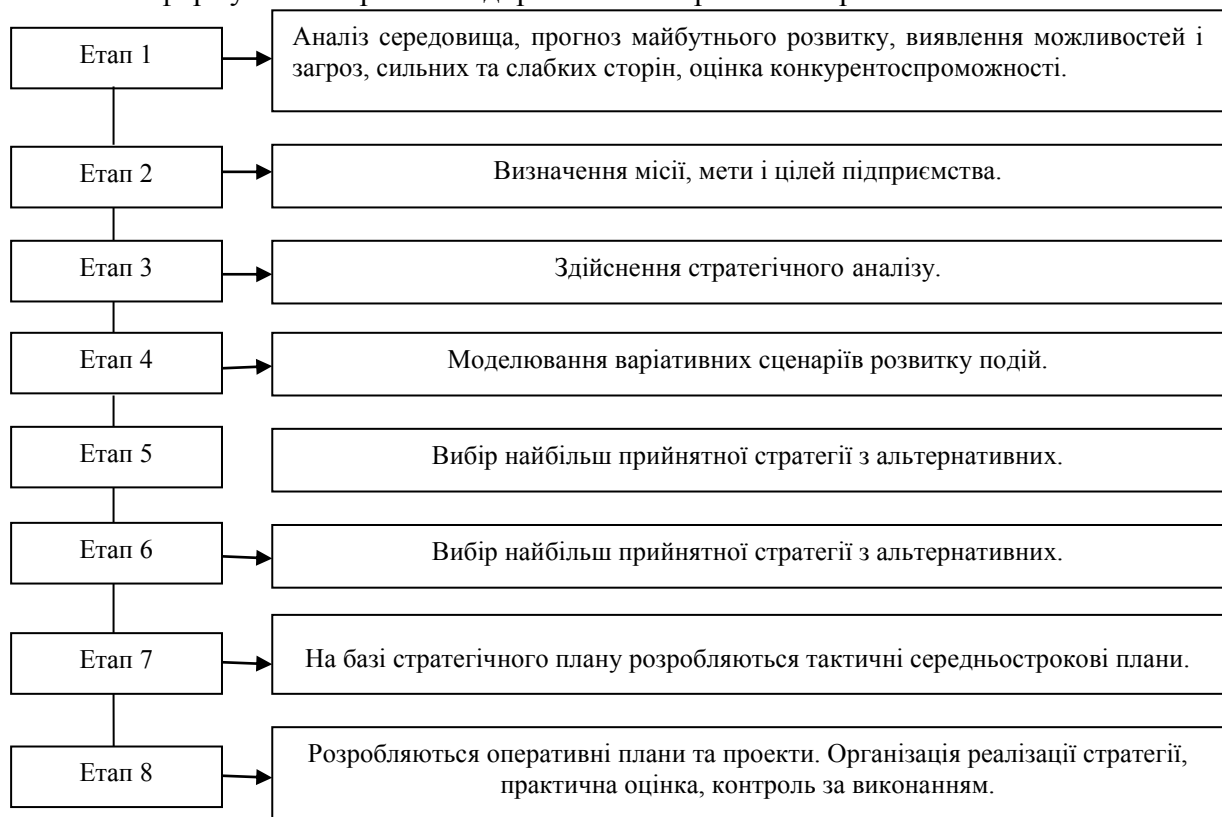 Етап 1
Аналіз середовища, прогноз майбутнього розвитку, виявлення можливостей і
загроз, сильних та слабких сторін, оцінка конкурентоспроможності.
Етап 2
Визначення місії, мети і цілей підприємства.
Етап 3
Здійснення стратегічного аналізу.
Етап 4
Моделювання варіативних сценаріїв розвитку подій.
Етап 5
Вибір найбільш прийнятної стратегії з альтернативних.
Етап 6
Вибір найбільш прийнятної стратегії з альтернативних.
Етап 7
На базі стратегічного плану розробляються тактичні середньострокові плани.
Етап 8
Розробляються оперативні плани та проекти. Організація реалізації стратегії,
практична оцінка, контроль за виконанням.